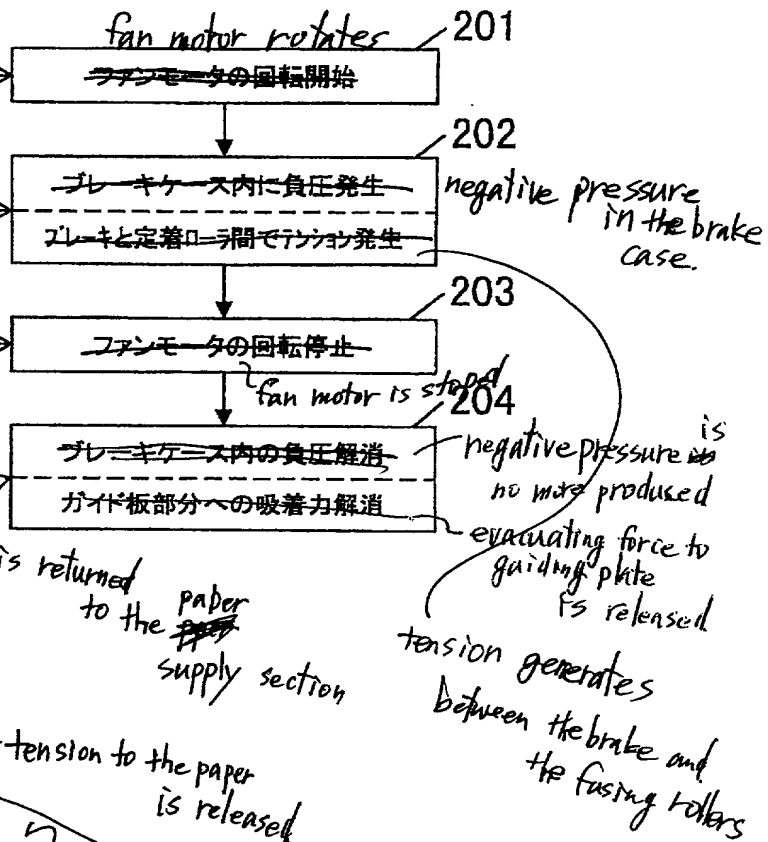 fan motor rotates
201
ファンモータの回転開始
202
ブレーキケース内に負圧発生
ブレーキと定着ローラ間でテンション発生
negative pressure
in the brake
case.
203
ファンモータの回転停止
fan motor is stoped
204
ブレーキケース内の負圧解消
ガイド板部分への吸着力解消
negative pressure is
no more prodused
evacuating force to
guiding plate
is released
is returned
to the paper
supply section
tension generates
between the brake and
the fusing rollers
tension to the paper
is released